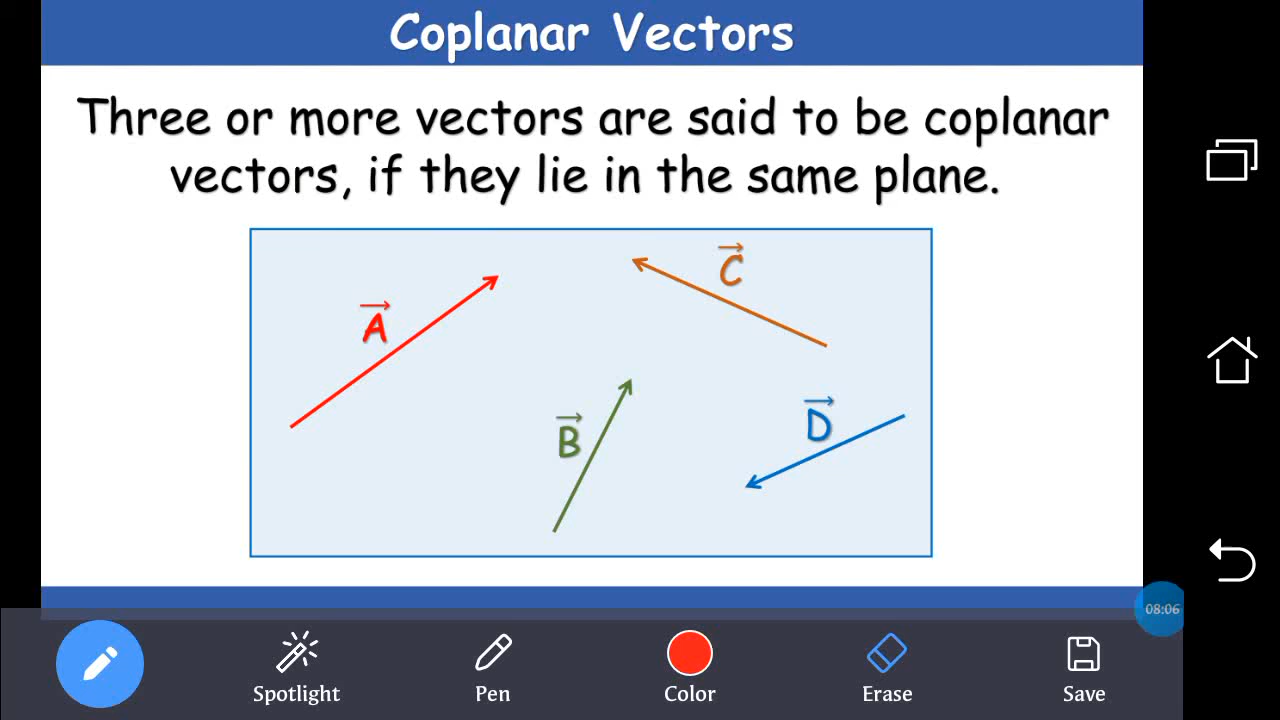 Coplanar Vectors
Three or more vectors are said to be coplanar
vectors, if they lie in the same plane.
C
A
D
B
08:06
Spotlight
Pen
Color
Erase
Save